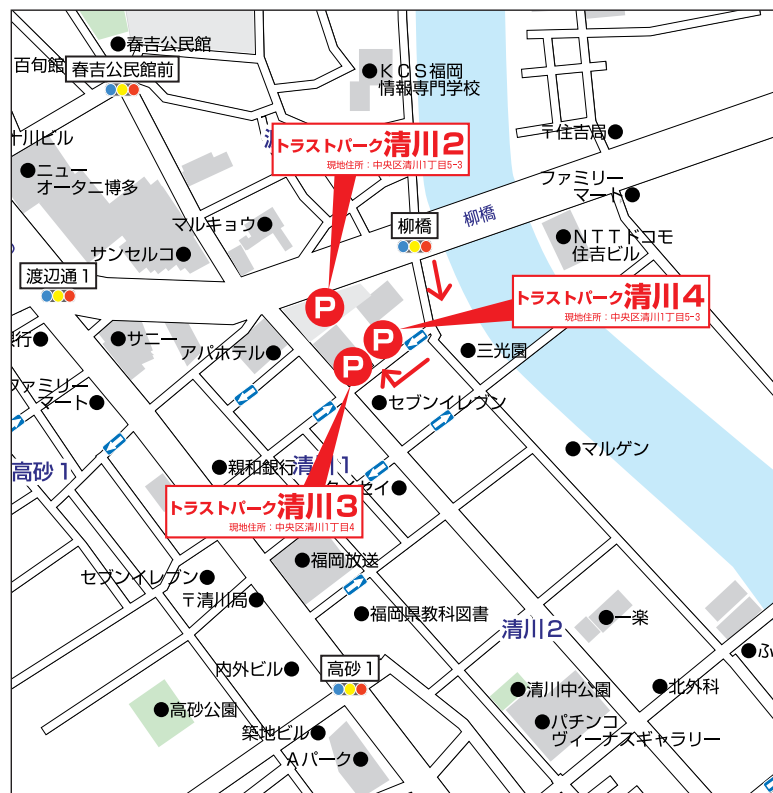 春吉公民館
百旬館
春吉公民館前
KCS福岡
情報専門学校
十川ビル
トラストパーク清川2
現地住所:中央区清川1丁目5-3
〒住吉局
ニュー
オータニ博多
ファミリー
マート
マルキョウ
柳橋
柳橋
NTTドコモ
住吉ビル
サンセルコ
渡辺通1
トラストパーク清川4
現地住所:中央区清川1丁目5-3
P
P
P
銀行
サニー
アパホテル
三光園
ファミリー
マート
セブンイレヴン
マルゲン
高砂1
親和銀行
清川1
タイセイ
トラストパーク清川3
現地住所:中央区清川1丁目4
福岡放送
セブンイレブン
〒清川局
福岡県教科図書
清川2
一楽
ふ
内外ビル
高砂1
清川中公園
北外科
高砂公園
築地ビル
パチンコ
ヴィーナズギャラリー
Aパーク